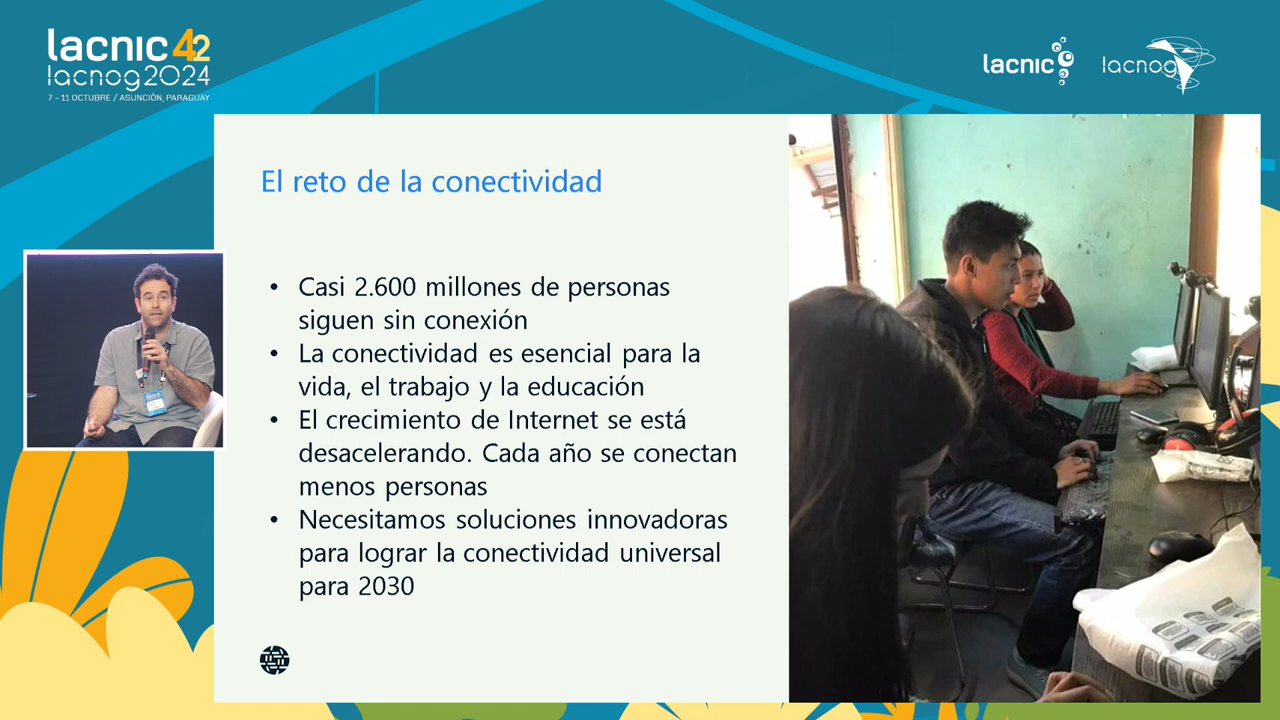 lacnic 42
lacnog2024
7 - 11 OCTUBRE / ASUNCIÓN, PARAGUAY
lacnic
lacnog
El reto de la conectividad
• Casi 2.600 millones de personas
siguen sin conexión
• La conectividad es esencial para la
vida, el trabajo y la educación
• El crecimiento de Internet se está
desacelerando. Cada año se conectan
menos personas
• Necesitamos soluciones innovadoras
para lograr la conectividad universal
para 2030